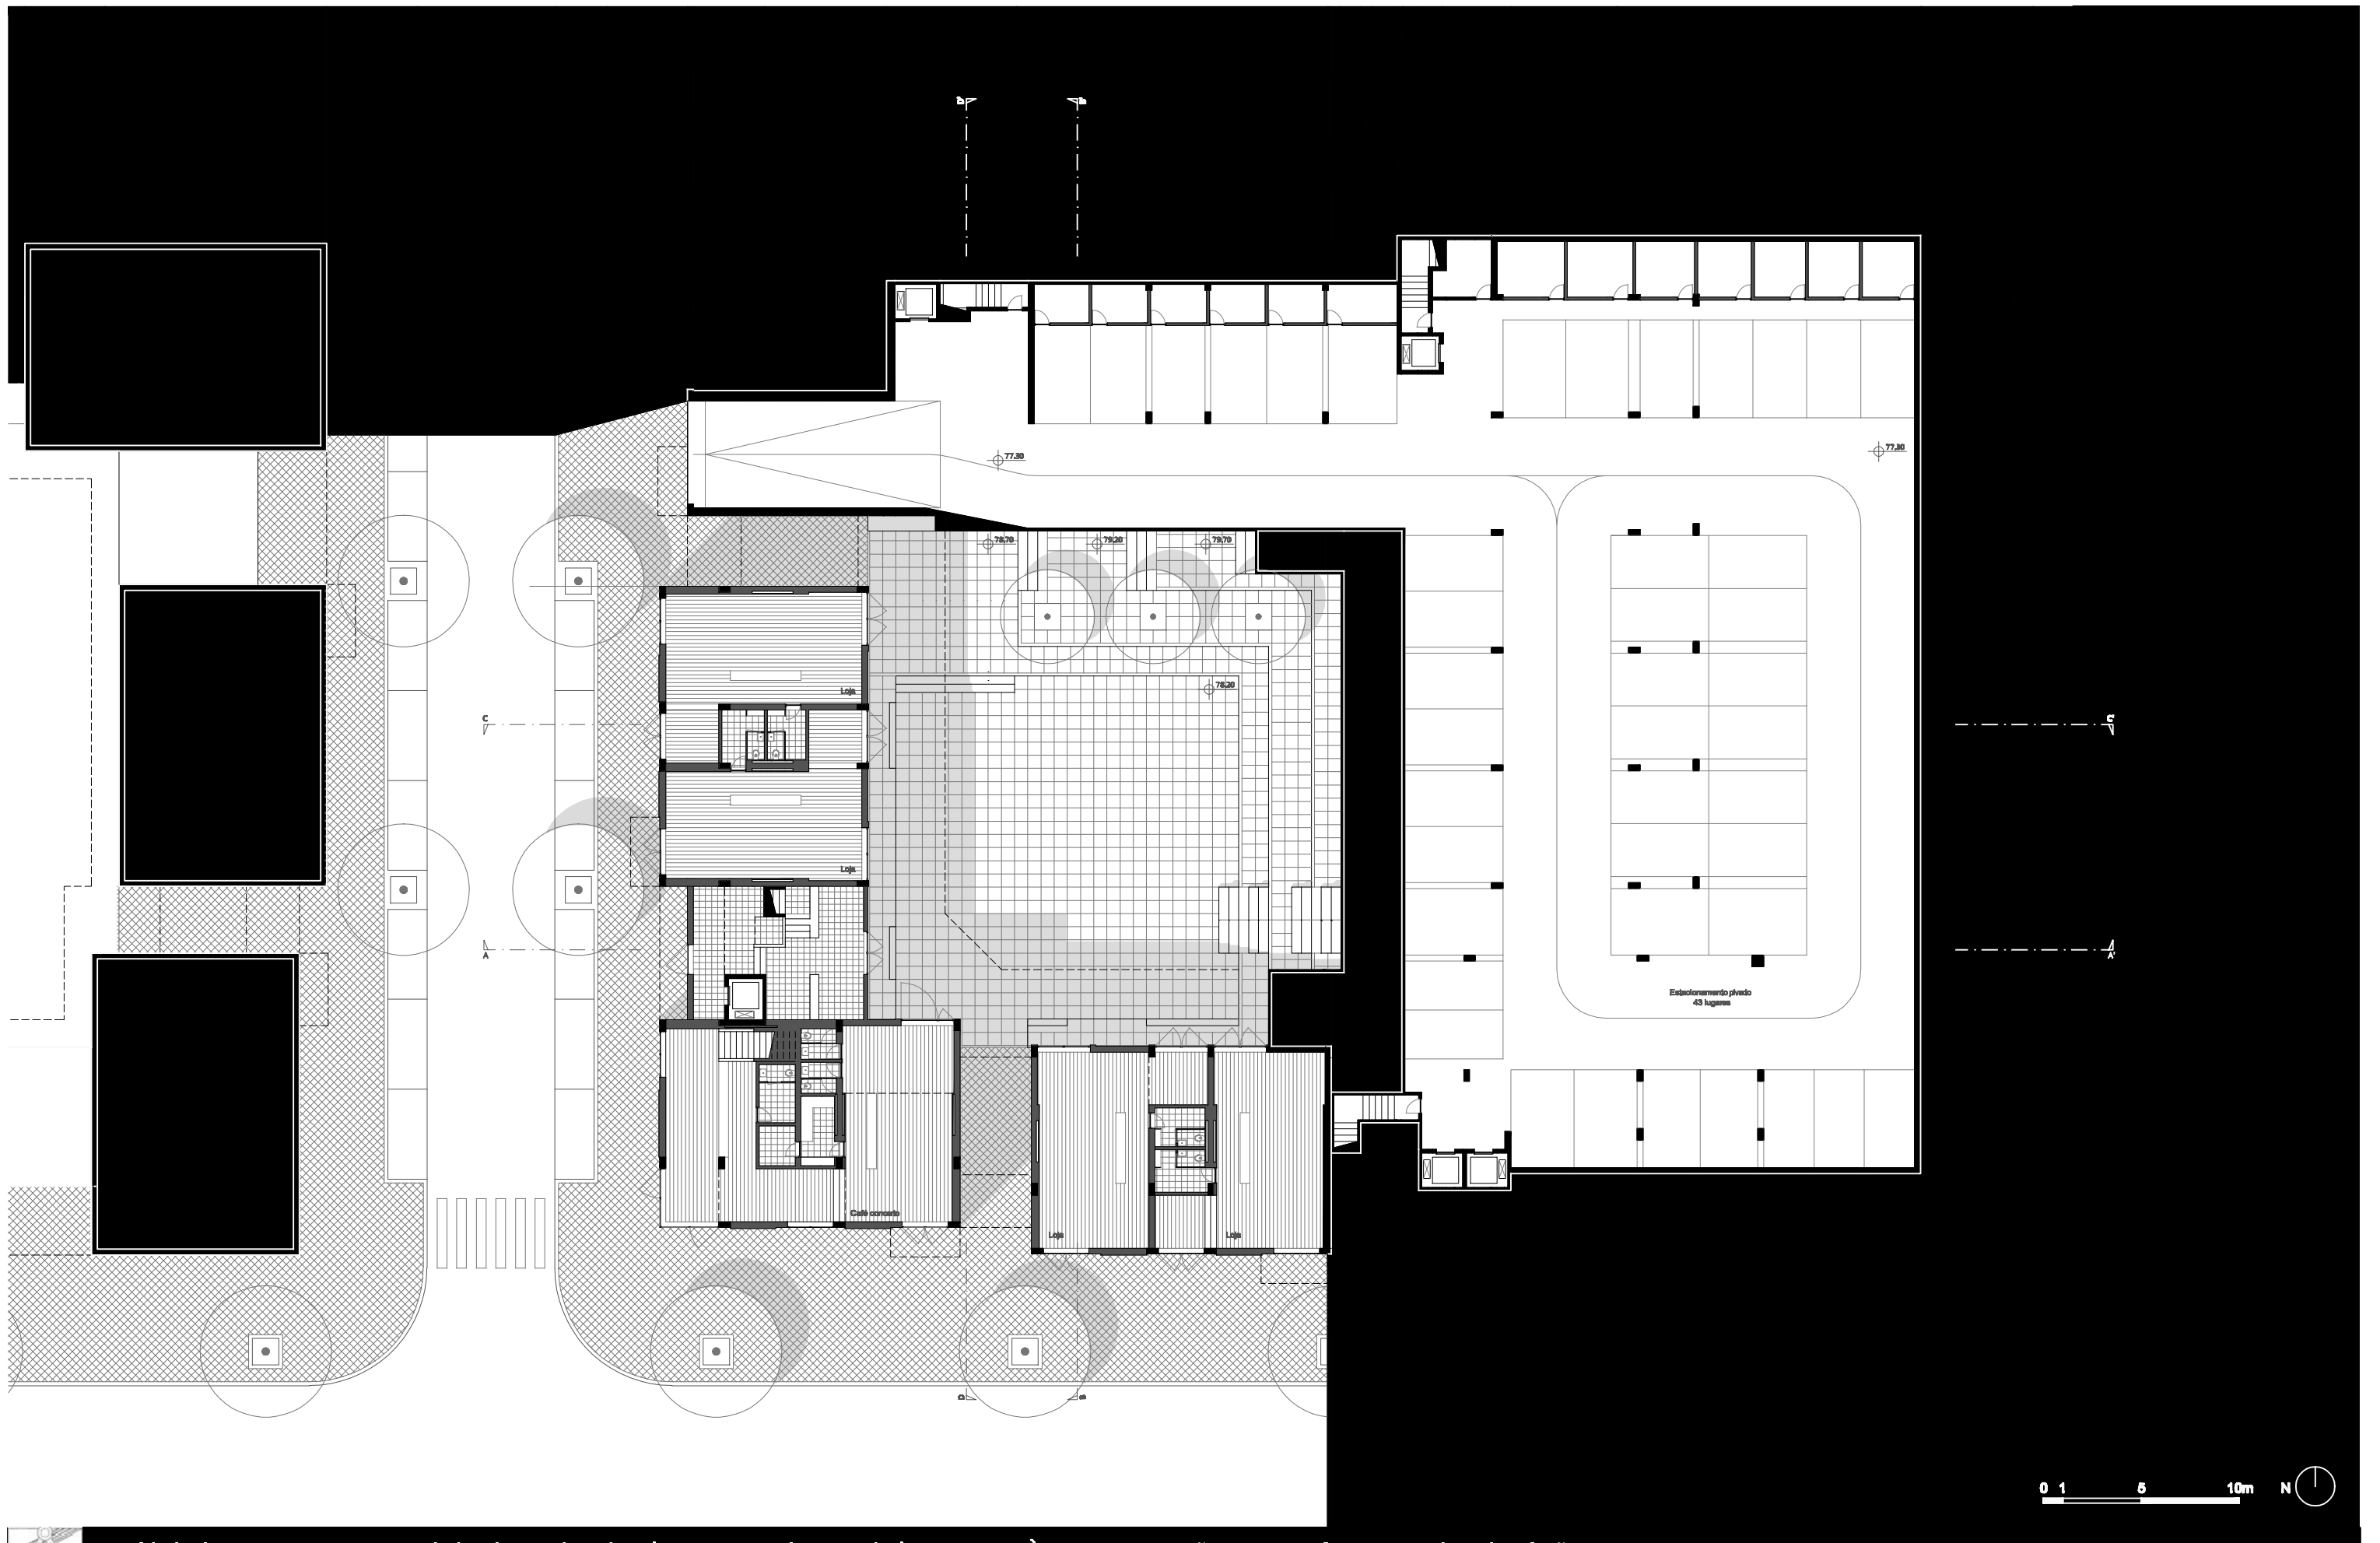 77.30
77.30
78.70
79.20
79.70
78.20
Loja
C
C'
Loja
A
A'
Estacionamento pivado
43 lugares
Café concerto
Loja
Loja
0 1 5 10m N